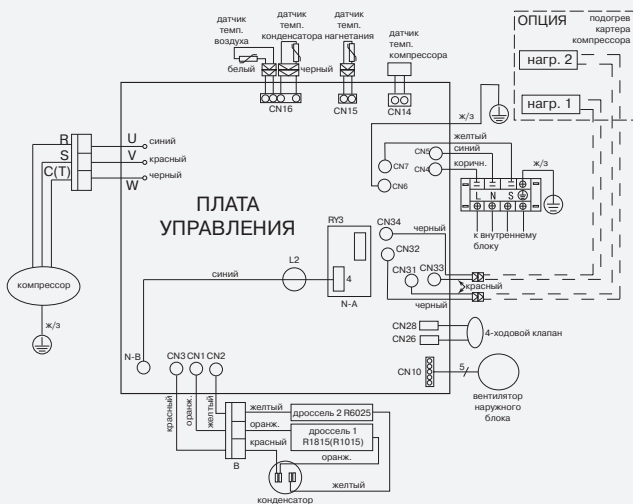 датчик
темп.
воздуха
датчик
темп.
конденсатора
датчик
темп.
нагнетания
датчик
темп.
компрессора
ОПЦИЯ
подогрев
картера
компрессора
нагр. 2
нагр. 1
белый
черный
CN16
CN15
CN14
ж/з
R
S
C(T)
U
V
W
синий
красный
черный
желтый
синий
коричн.
CN7
CN6
CN5
CN4
ж/з
L N S
к внутреннему
блоку
ПЛАТА
УПРАВЛЕНИЯ
RY3
4
N-A
L2
синий
CN34
CN32
CN31
CN33
черный
красный
черный
компрессор
ж/з
N-B
CN3
CN1
CN2
CN28
CN26
4-ходовой клапан
CN10
5
вентилятор
наружного
блока
красный
оранж.
желтый
B
желтый
оранж.
красный
дроссель 2 R6025
дроссель 1
R1815(R1015)
оранж.
желтый
конденсатор